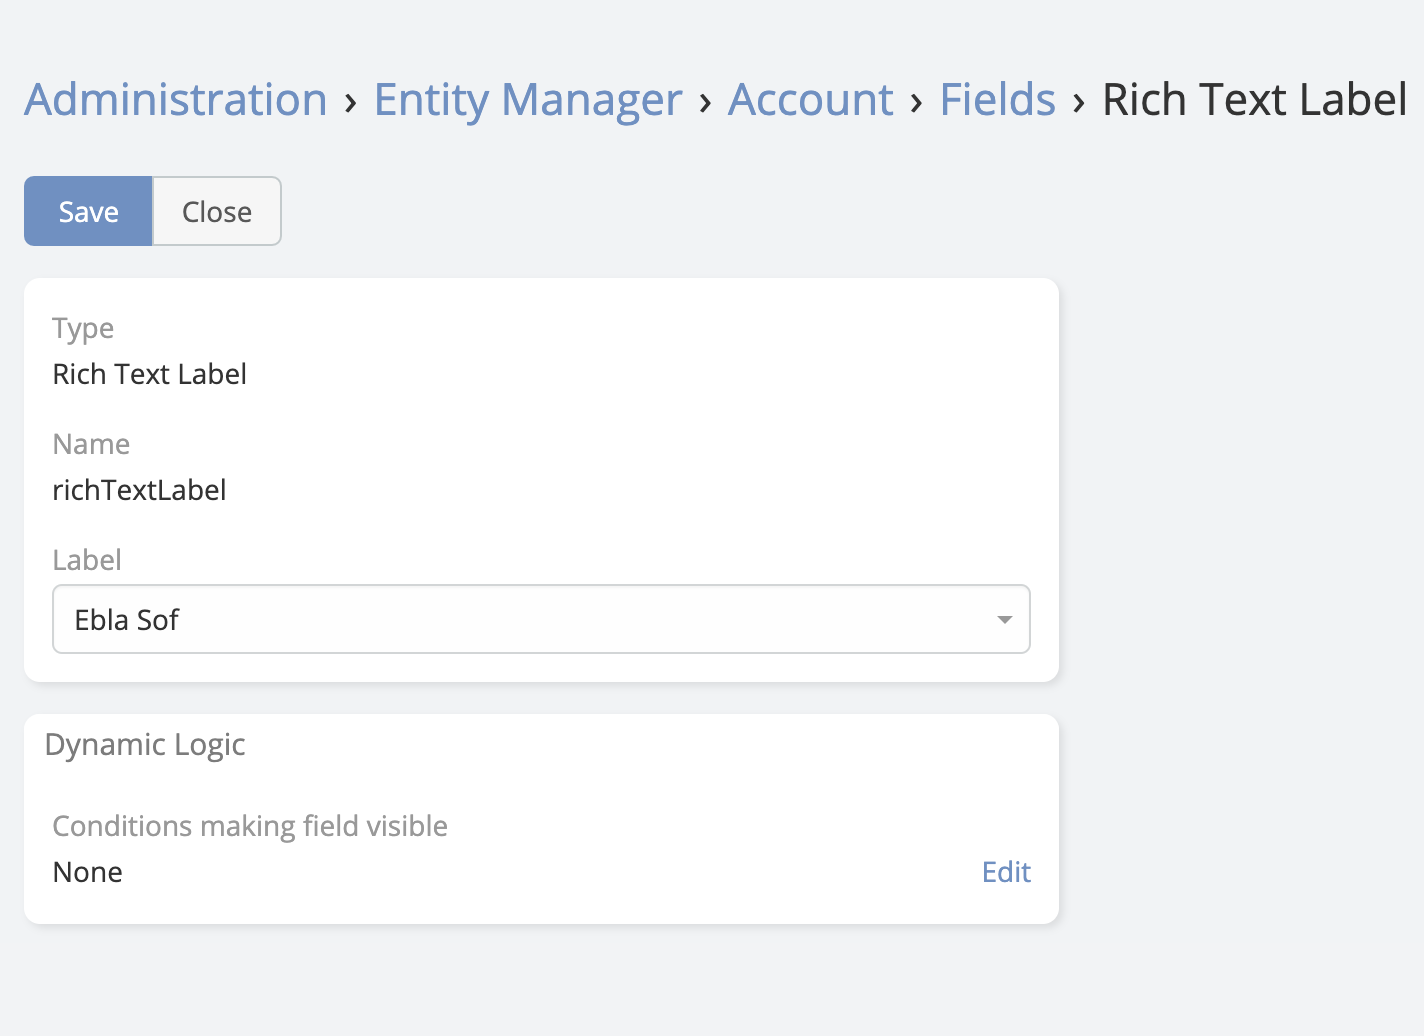 Administration › Entity Manager › Account › Fields › Rich Text Label
Save Close
Type
Rich Text Label
Name
richTextLabel
Label
Ebla Sof
Dynamic Logic
Conditions making field visible
None Edit